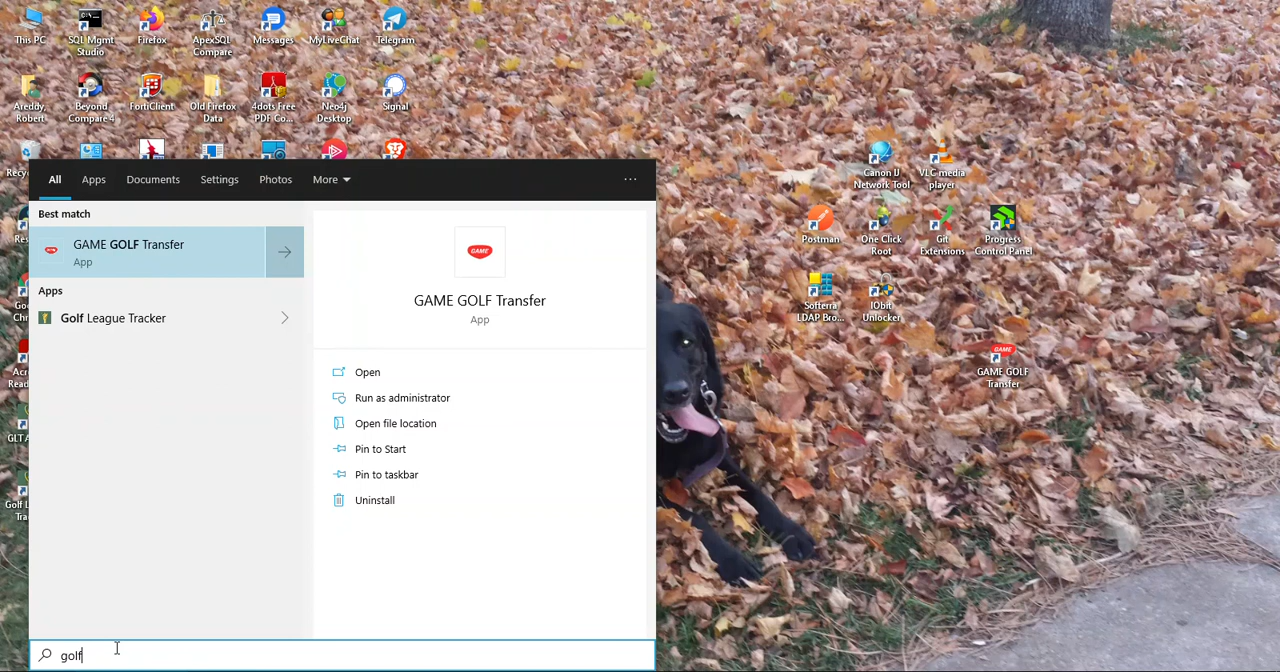 This PC
SQL Mgmt
Studio
Firefox
ApexSQL
Compare
Messages
MyLiveChat
Telegram
Areddy,
Robert
Beyond
Compare 4
FortiClient
Old Firefox
Data
4dots Free
PDF Co...
Neo4j
Desktop
Signal
All
Apps
Documents
Settings
Photos
More
...
Best match
GAME GOLF Transfer
App
Apps
Golf League Tracker
GAME
GAME GOLF Transfer
App
Open
Run as administrator
Open file location
Pin to Start
Pin to taskbar
Uninstall
golf
Canon IJ
Network Tool
VLC media
player
Postman
One Click
Root
Git
Extensions
Progress
Control Panel
Softerra
LDAP Bro...
IObit
Unlocker
GAME
GAME GOLF
Transfer